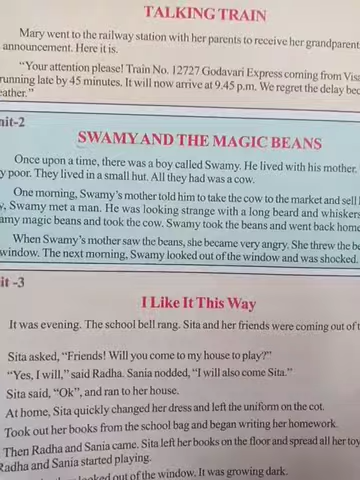 TALKING TRAIN
Mary went to the railway station with her parents to receive her grandparent
announcement. Here it is.
"Your attention please! Train No. 12727 Godavari Express coming from Visa
running late by 45 minutes. It will now arrive at 9.45 p.m. We regret the delay bec
eather."
nit-2
SWAMY AND THE MAGIC BEANS
Once upon a time, there was a boy called Swamy. He lived with his mother.
y poor. They lived in a small hut. All they had was a cow.
One morning, Swamy's mother told him to take the cow to the market and sell
, Swamy met a man. He was looking strange with a long beard and whiskers
amy magic beans and took the cow. Swamy took the beans and went back home
When Swamy's mother saw the beans, she became very angry. She threw the be
window. The next morning, Swamy looked out of the window and was shocked.
it -3
I Like It This Way
It was evening. The school bell rang. Sita and her friends were coming out of t
Sita asked, "Friends! Will you come to my house to play?"
"Yes, I will," said Radha. Sania nodded, "I will also come Sita."
Sita said, "Ok", and ran to her house.
At home, Sita quickly changed her dress and left the uniform on the cot.
Took out her books from the school bag and began writing her homework.
Then Radha and Sania came. Sita left her books on the floor and spread all her toy
Radha and Sania started playing.
looked out of the window. It was growing dark.